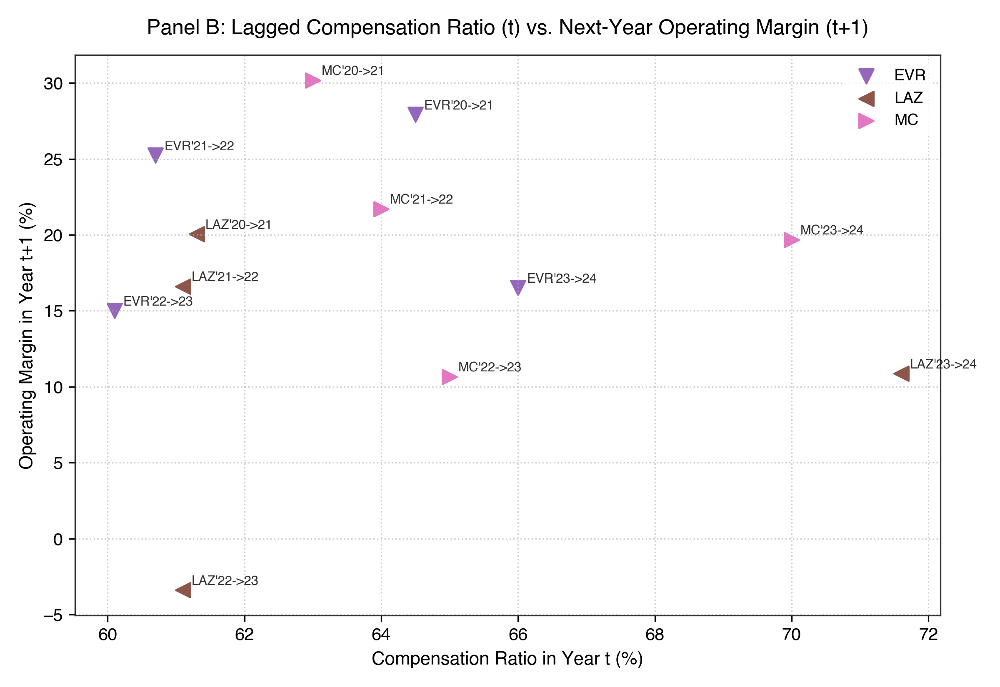 Panel B: Lagged Compensation Ratio (t) vs. Next-Year Operating Margin (t+1)
MC'20->21
EVR
30
EVR'20->21
LAZ
MC
EVR'21->22
25
MC'21->22
LAZ'20->21
MC'23->24
20
LAZ'21->22
EVR'23->24
EVR'22->23
15
MC'22->23
LAZ'23->24
10
5
0
LAZ'22->23
−5
Operating Margin in Year t+1 (%)
60 62 64 66 68 70 72
Compensation Ratio in Year t (%)